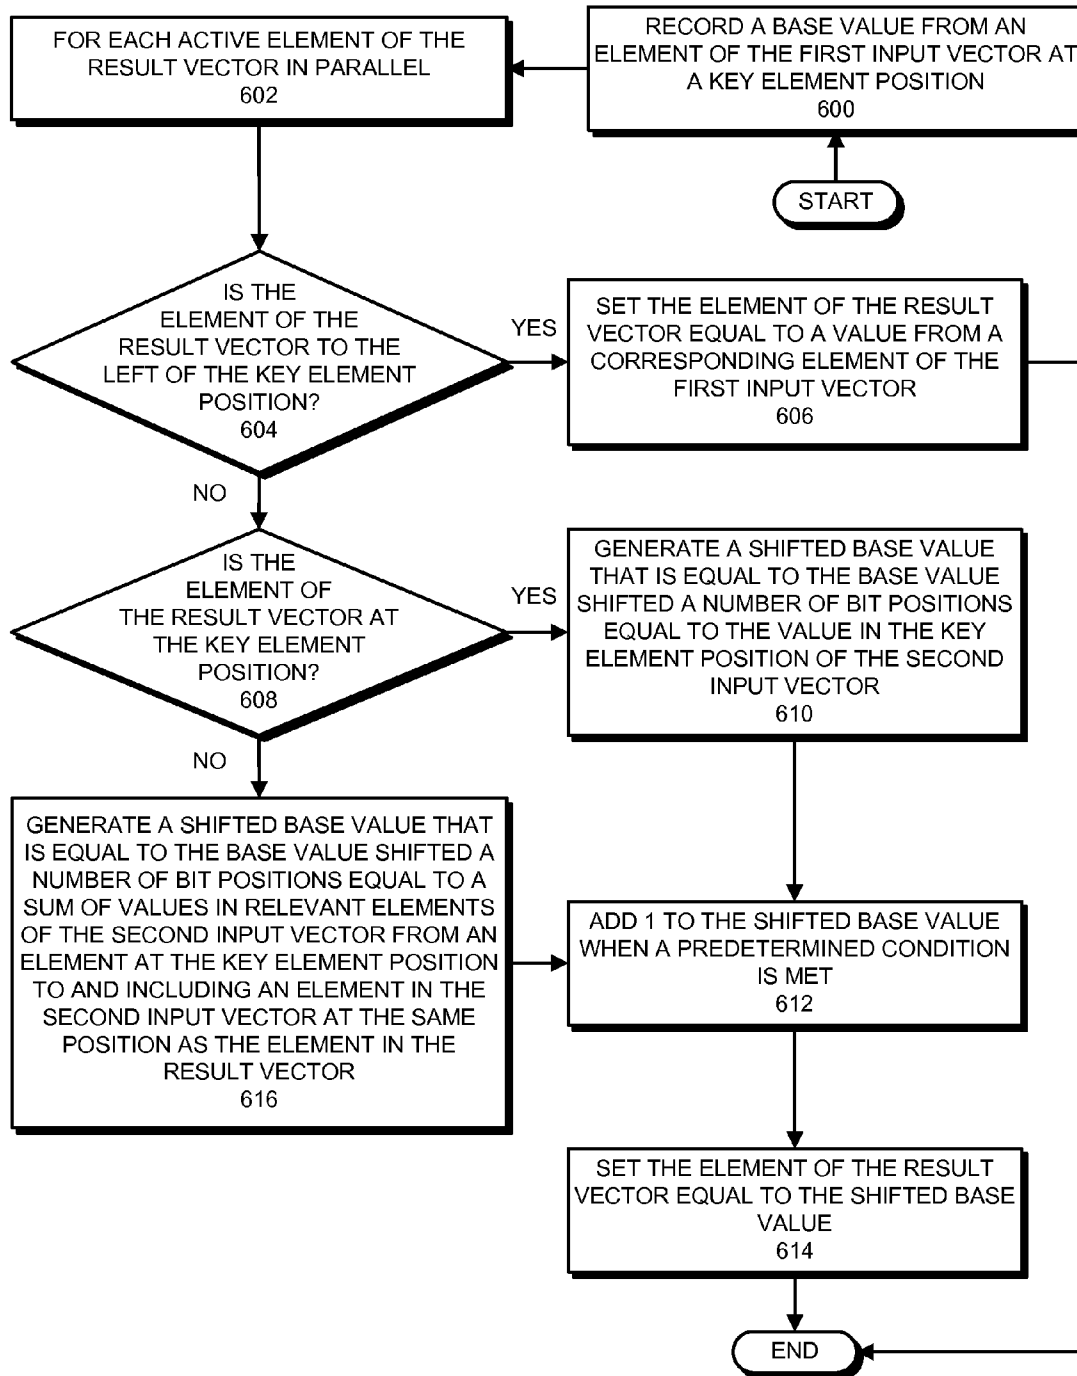 RECORD A BASE VALUE FROM AN
ELEMENT OF THE FIRST INPUT VECTOR AT
A KEY ELEMENT POSITION
600
START
FOR EACH ACTIVE ELEMENT OF THE
RESULT VECTOR IN PARALLEL
602
IS THE
ELEMENT OF THE
RESULT VECTOR TO THE
LEFT OF THE KEY ELEMENT
POSITION?
604
YES
SET THE ELEMENT OF THE RESULT
VECTOR EQUAL TO A VALUE FROM A
CORRESPONDING ELEMENT OF THE
FIRST INPUT VECTOR
606
NO
IS THE
ELEMENT OF
THE RESULT VECTOR AT
THE KEY ELEMENT
POSITION?
608
YES
GENERATE A SHIFTED BASE VALUE
THAT IS EQUAL TO THE BASE VALUE
SHIFTED A NUMBER OF BIT POSITIONS
EQUAL TO THE VALUE IN THE KEY
ELEMENT POSITION OF THE SECOND
INPUT VECTOR
610
NO
GENERATE A SHIFTED BASE VALUE THAT
IS EQUAL TO THE BASE VALUE SHIFTED A
NUMBER OF BIT POSITIONS EQUAL TO A
SUM OF VALUES IN RELEVANT ELEMENTS
OF THE SECOND INPUT VECTOR FROM AN
ELEMENT AT THE KEY ELEMENT POSITION
TO AND INCLUDING AN ELEMENT IN THE
SECOND INPUT VECTOR AT THE SAME
POSITION AS THE ELEMENT IN THE
RESULT VECTOR
616
ADD 1 TO THE SHIFTED BASE VALUE
WHEN A PREDETERMINED CONDITION
IS MET
612
SET THE ELEMENT OF THE RESULT
VECTOR EQUAL TO THE SHIFTED BASE
VALUE
614
END